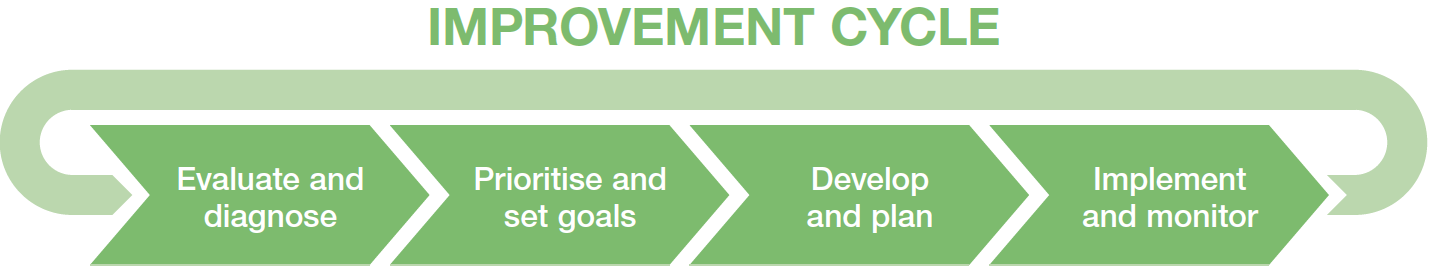 IMPROVEMENT CYCLE
Evaluate and
diagnose
Prioritise and
set goals
Develop
and plan
Implement
and monitor